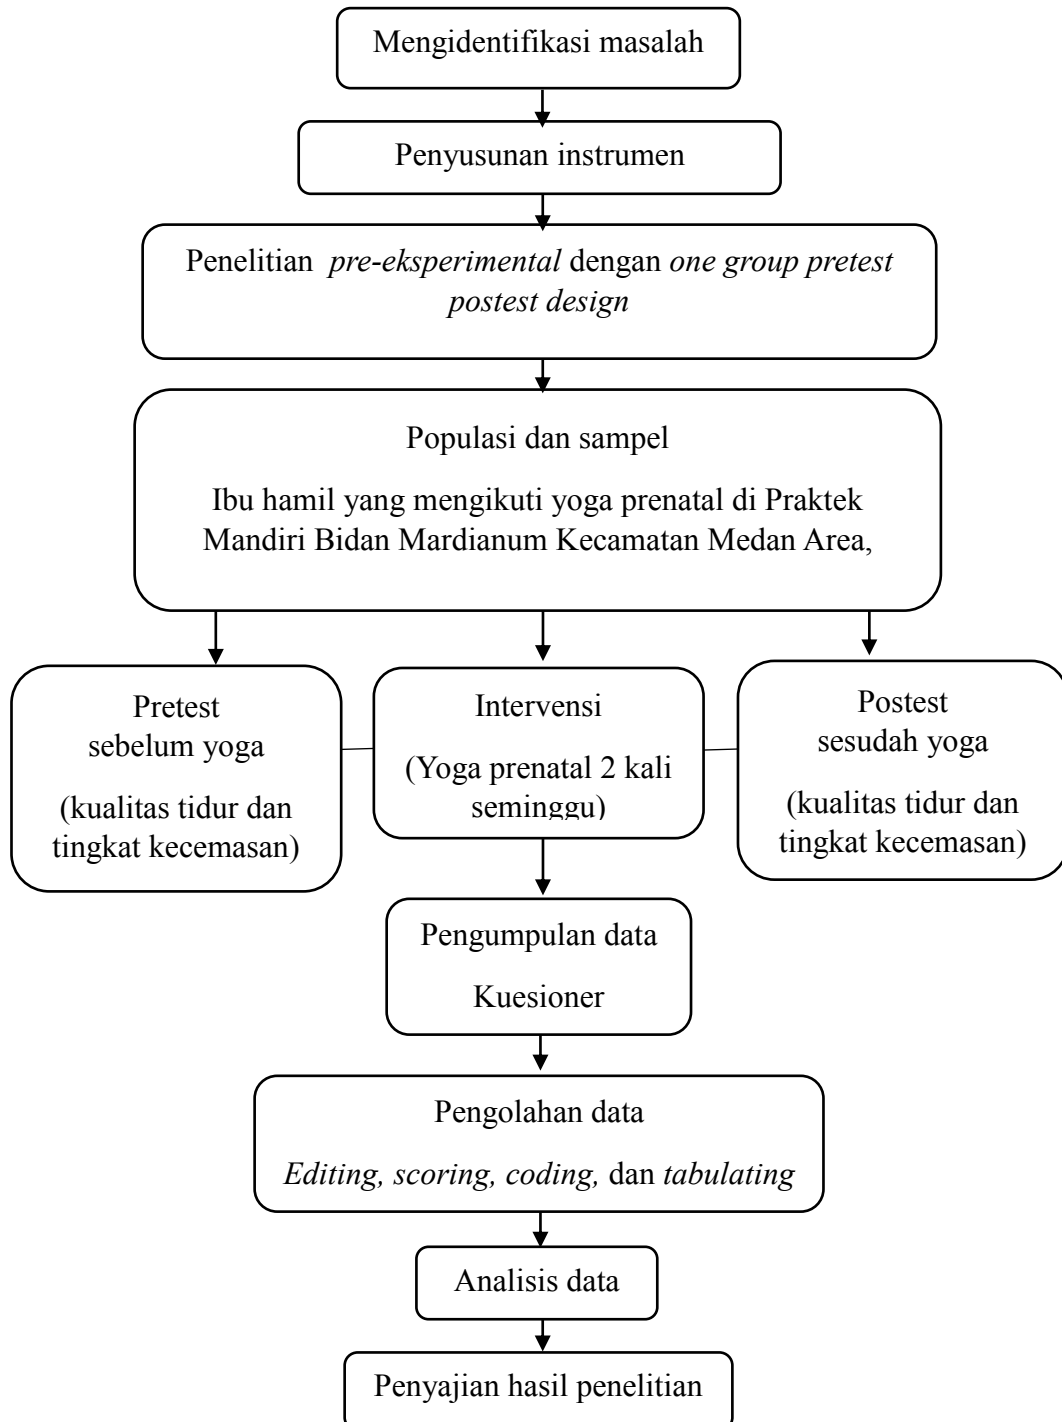 Mengidentifikasi masalah
Penyusunan instrumen
Penelitian pre-eksperimental dengan one group pretest
postest design
Populasi dan sampel
Ibu hamil yang mengikuti yoga prenatal di Praktek
Mandiri Bidan Mardianum Kecamatan Medan Area,
Pretest
sebelum yoga
(kualitas tidur dan
tingkat kecemasan)
Intervensi
(Yoga prenatal 2 kali
seminggu)
Postest
sesudah yoga
(kualitas tidur dan
tingkat kecemasan)
Pengumpulan data
Kuesioner
Pengolahan data
Editing, scoring, coding, dan tabulating
Analisis data
Penyajian hasil penelitian